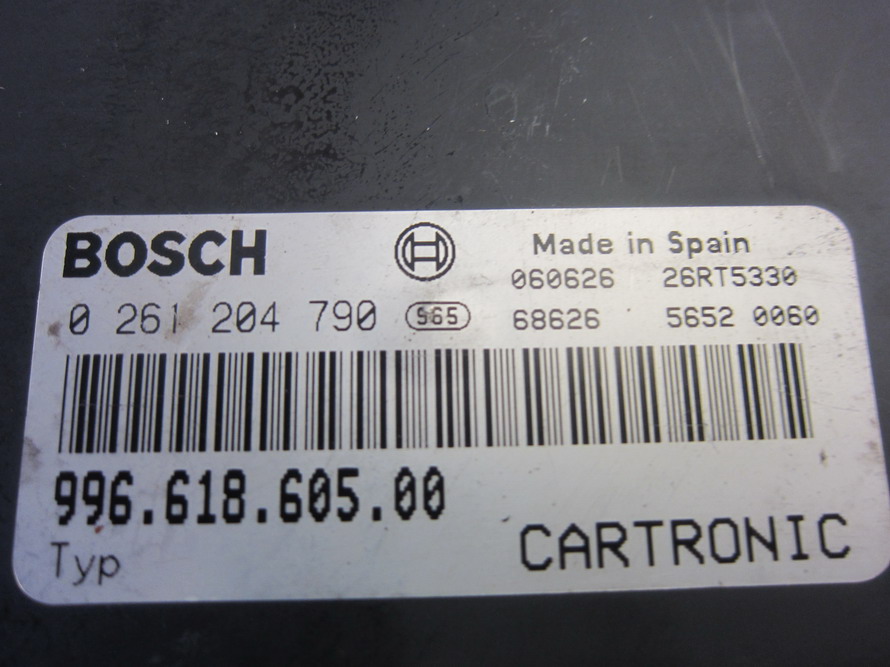 BOSCH
Made in Spain
060626 26RT5330
0 261 204 790 965 68626 5652 0060
996.618.605.00
Typ
CARTRONIC